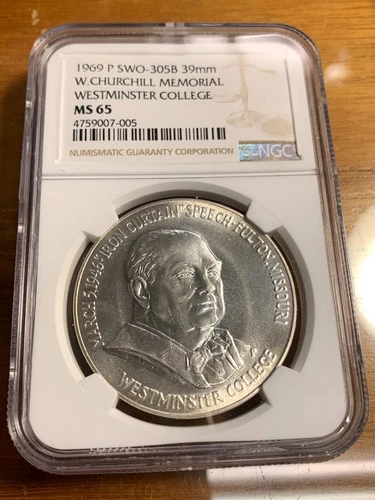 1969 P SWO-305B 39mm
W.CHURCHILL MEMORIAL
WESTMINSTER COLLEGE
MS 65
4759007-005
NUMISMATIC GUARANTY CORPORATION
NGC
MARCH 5, 1946 "IRON CURTAIN" SPEECH-FULTON, MISSOURI
WESTMINSTER COLLEGE